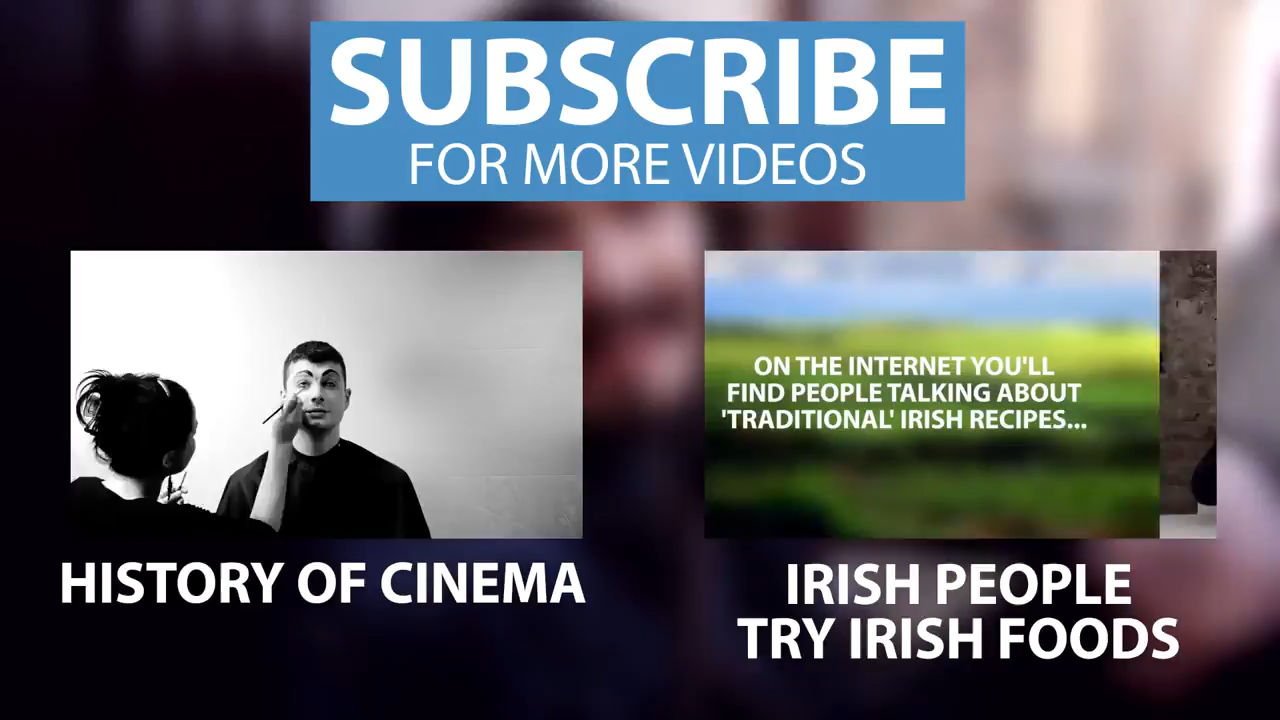 SUBSCRIBE
FOR MORE VIDEOS
ON THE INTERNET YOU'LL
FIND PEOPLE TALKING ABOUT
'TRADITIONAL' IRISH RECIPES...
HISTORY OF CINEMA
IRISH PEOPLE
TRY IRISH FOODS